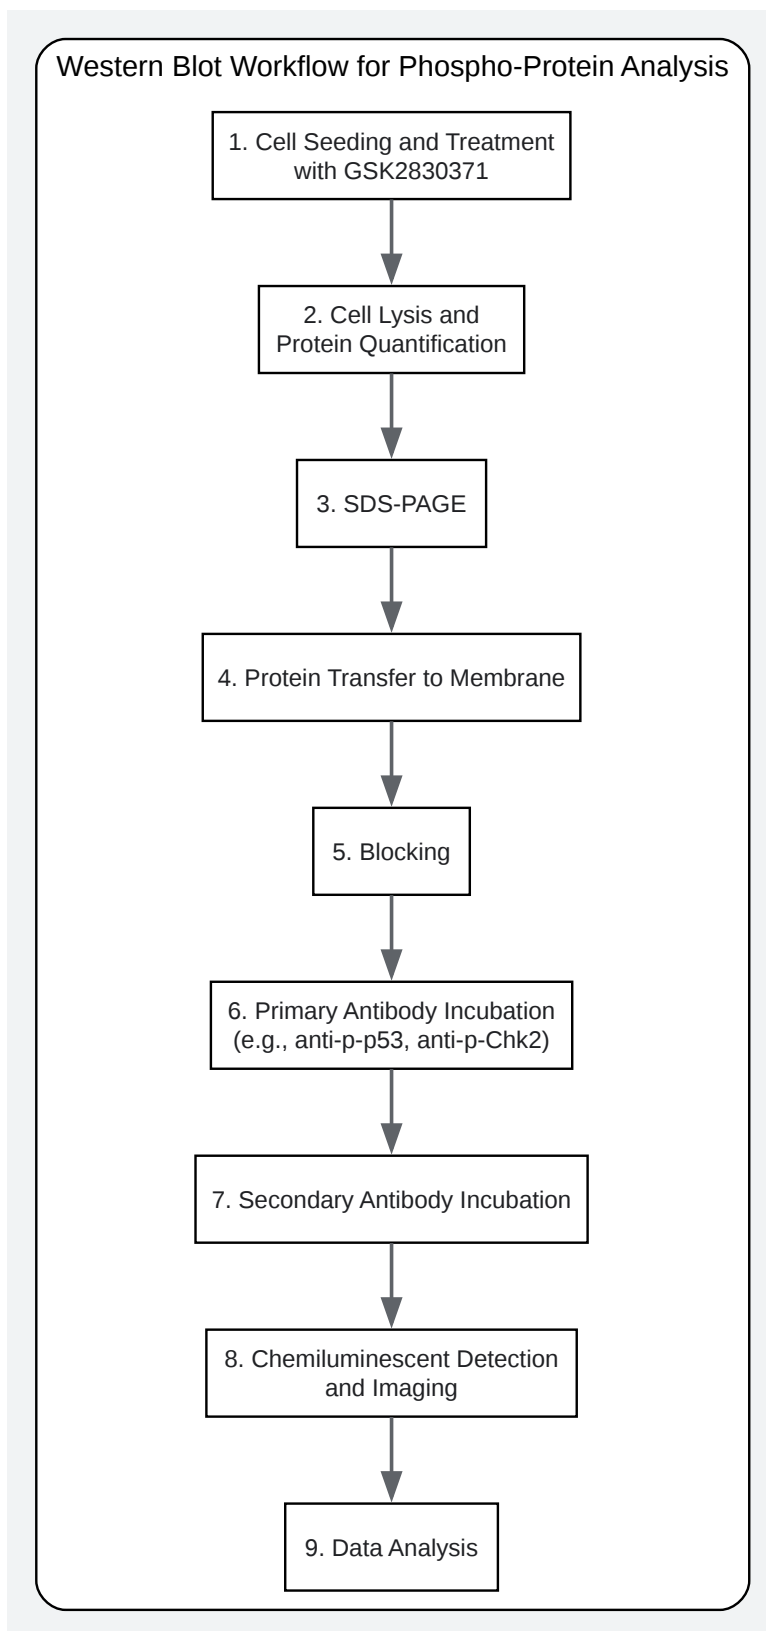 Western Blot Workflow for Phospho-Protein Analysis
1. Cell Seeding and Treatment
with GSK2830371
2. Cell Lysis and
Protein Quantification
3. SDS-PAGE
4. Protein Transfer to Membrane
5. Blocking
6. Primary Antibody Incubation
(e.g., anti-p-p53, anti-p-Chk2)
7. Secondary Antibody Incubation
8. Chemiluminescent Detection
and Imaging
9. Data Analysis